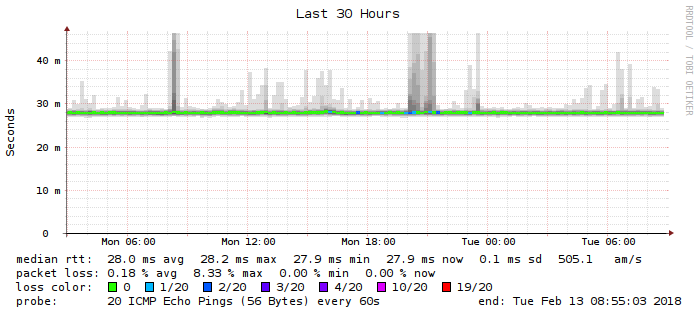 Last 30 Hours
RRDTOOL / TOBI OETIKER
Seconds
40 m
30 m
20 m
10 m
0
Mon 06:00 Mon 12:00 Mon 18:00 Tue 00:00 Tue 06:00
median rtt: 28.0 ms avg 28.2 ms max 27.9 ms min 27.9 ms now 0.1 ms sd 505.1 am/s
packet loss: 0.18 % avg 8.33 % max 0.00 % min 0.00 % now
loss color: 0 1/20 2/20 3/20 4/20 10/20 19/20
probe: 20 ICMP Echo Pings (56 Bytes) every 60s end: Tue Feb 13 08:55:03 2018